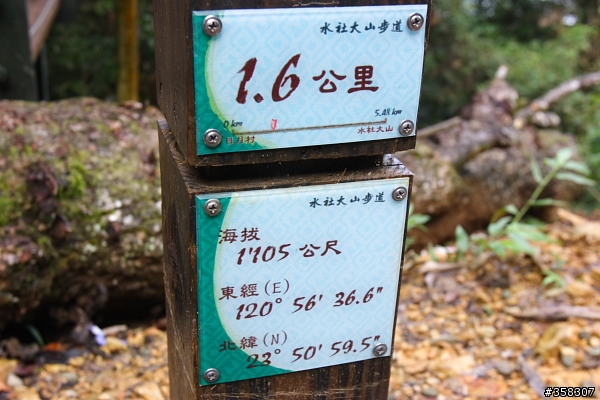 水社大山步道
1.6 公里
0 km
5.48 km
日月村
水社大山
水社大山步道
海拔
1'105 公尺
東經(E)
120° 56' 36.6"
北緯(N)
23° 50' 59.5"
#358307